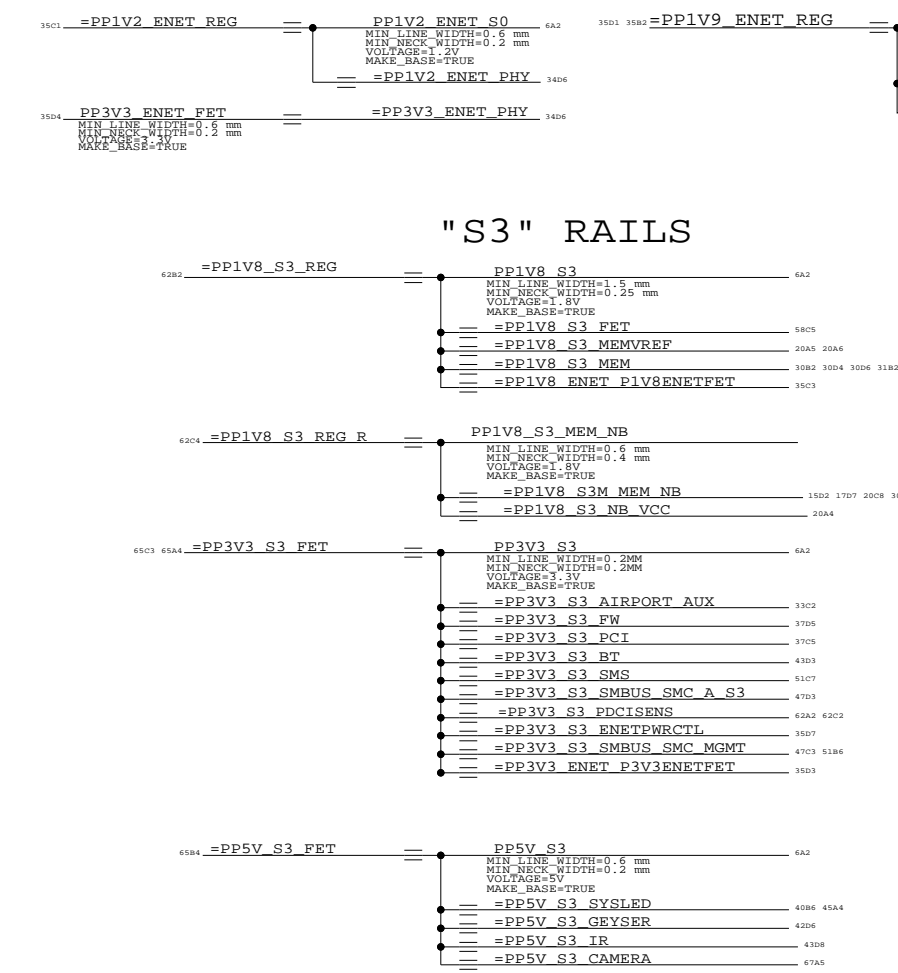 35C1 =PP1V2_ENET_REG PP1V2_ENET_S0 6A2 35D1 35B2 =PP1V9_ENET_REG
MIN_LINE_WIDTH=0.6 mm
MIN_NECK_WIDTH=0.2 mm
VOLTAGE=1.2V
MAKE_BASE=TRUE
=PP1V2_ENET_PHY 34D6
35D4 PP3V3_ENET_FET =PP3V3_ENET_PHY 34D6
MIN_LINE_WIDTH=0.6 mm
MIN_NECK_WIDTH=0.2 mm
VOLTAGE=3.3V
MAKE_BASE=TRUE
"S3" RAILS
62B2 =PP1V8_S3_REG PP1V8_S3 6A2
MIN_LINE_WIDTH=1.5 mm
MIN_NECK_WIDTH=0.25 mm
VOLTAGE=1.8V
MAKE_BASE=TRUE
=PP1V8_S3_FET 58C5
=PP1V8_S3_MEMVREF 20A5 20A6
=PP1V8_S3_MEM 30B2 30D4 30D6 31B2
=PP1V8_ENET_P1V8ENETFET 35C3
62C4 =PP1V8_S3_REG_R PP1V8_S3_MEM_NB
MIN_LINE_WIDTH=0.6 mm
MIN_NECK_WIDTH=0.4 mm
VOLTAGE=1.8V
MAKE_BASE=TRUE
=PP1V8_S3M_MEM_NB 15D2 17D7 20C8
=PP1V8_S3_NB_VCC 20A4
65C3 65A4 =PP3V3_S3_FET PP3V3_S3 6A2
MIN_LINE_WIDTH=0.2MM
MIN_NECK_WIDTH=0.2MM
VOLTAGE=3.3V
MAKE_BASE=TRUE
=PP3V3_S3_AIRPORT_AUX 33C2
=PP3V3_S3_FW 37D5
=PP3V3_S3_PCI 37C5
=PP3V3_S3_BT 43D3
=PP3V3_S3_SMS 51C7
=PP3V3_S3_SMBUS_SMC_A_S3 47D3
=PP3V3_S3_PDCISENS 62A2 62C2
=PP3V3_S3_ENETPWRCTL 35D7
=PP3V3_S3_SMBUS_SMC_MGMT 47C3 51B6
=PP3V3_ENET_P3V3ENETFET 35D3
65B4 =PP5V_S3_FET PP5V_S3 6A2
MIN_LINE_WIDTH=0.6 mm
MIN_NECK_WIDTH=0.2 mm
VOLTAGE=5V
MAKE_BASE=TRUE
=PP5V_S3_SYSLED 40B6 45A4
=PP5V_S3_GEYSER 42D6
=PP5V_S3_IR 43D8
=PP5V_S3_CAMERA 67A5